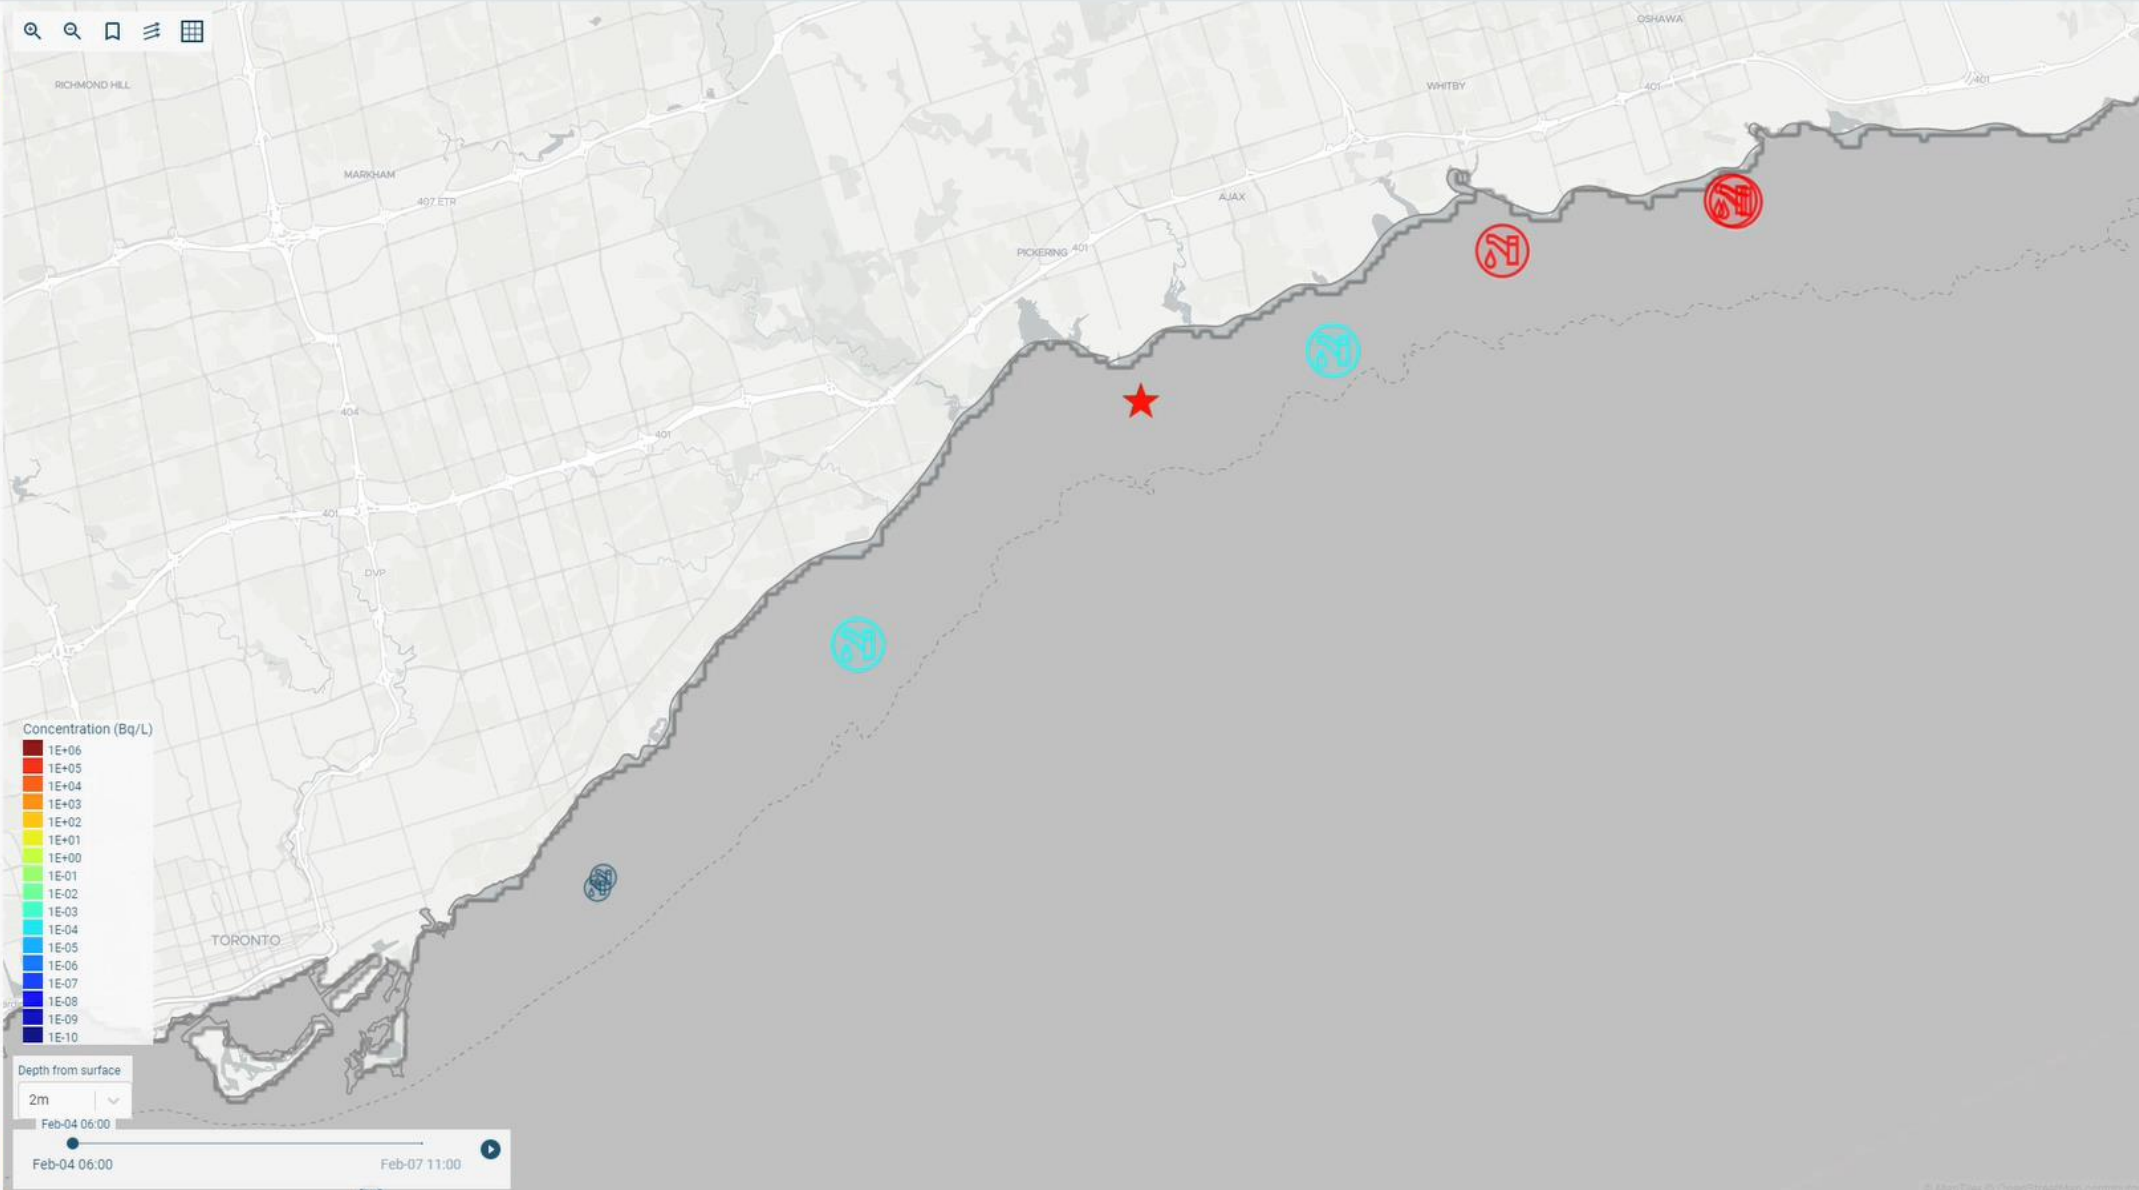 OSHAWA
RICHMOND HILL
WHITBY
401
401
MARKHAM
407 ETR
AJAX
PICKERING 401
404
401
401
DVP
TORONTO
Concentration (Bq/L)
1E+06
1E+05
1E+04
1E+03
1E+02
1E+01
1E+00
1E-01
1E-02
1E-03
1E-04
1E-05
1E-06
1E-07
1E-08
1E-09
1E-10
Depth from surface
2m
Feb-04 06:00
Feb-04 06:00
Feb-07 11:00